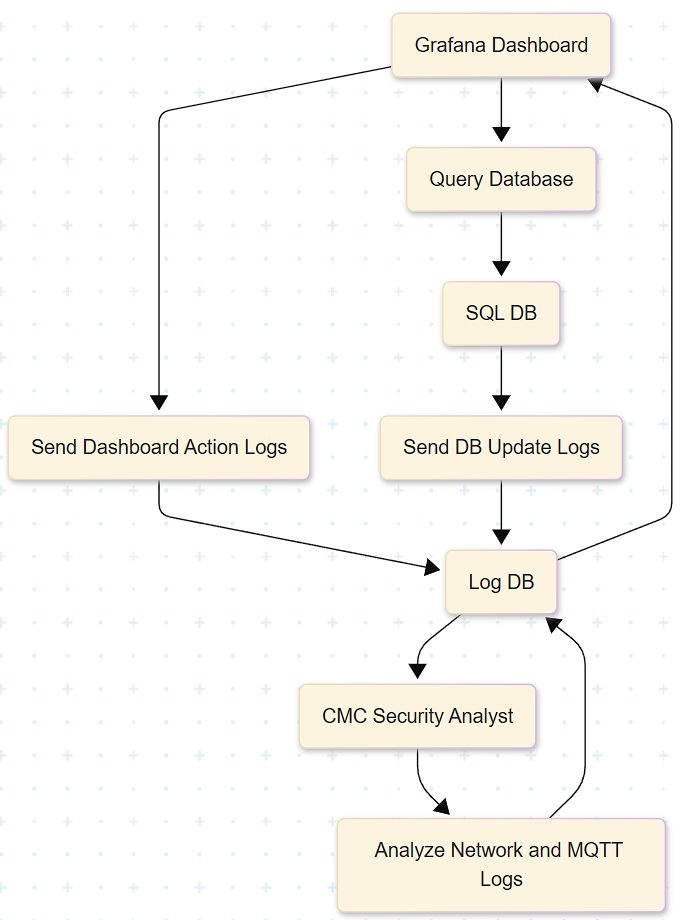 Grafana Dashboard
Query Database
SQL DB
Send Dashboard Action Logs
Send DB Update Logs
Log DB
CMC Security Analyst
Analyze Network and MQTT
Logs